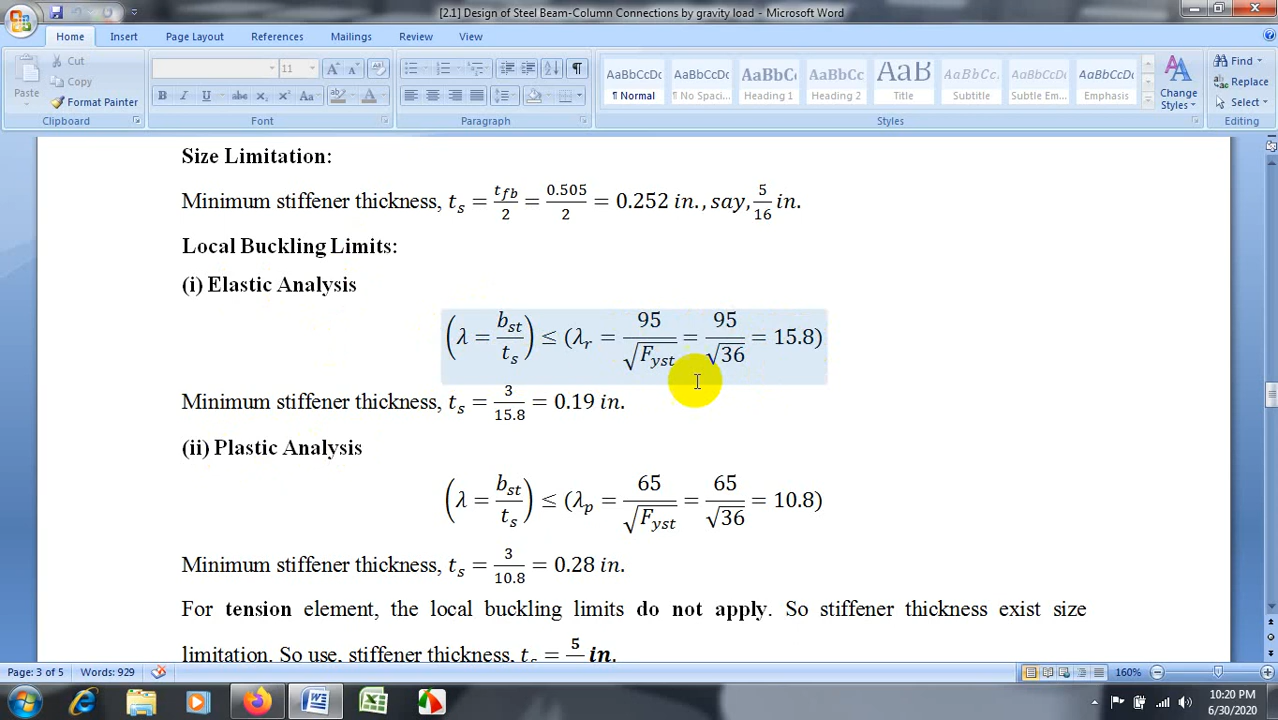 [2.1] Design of Steel Beam-Column Connections by gravity load - Microsoft Word
Home Insert Page Layout References Mailings Review View
Cut
Copy
Paste
Format Painter
Clipboard
11
Font
Paragraph
AaBbCcDc AaBbCcDc AaBbC AaBbCc AaB AaBbCcL AaBbCcDt AaBbCcDt
¶ Normal ¶ No Spaci... Heading 1 Heading 2 Title Subtitle Subtle Em... Emphasis
Change Styles
Styles
Find
Replace
Select
Editing
Size Limitation:
Minimum stiffener thickness, t_s = t_fb/2 = 0.505/2 = 0.252 in., say, 5/16 in.
Local Buckling Limits:
(i) Elastic Analysis
(λ = b_st/t_s) ≤ (λ_r = 95/√F_yst = 95/√36 = 15.8)
Minimum stiffener thickness, t_s = 3/15.8 = 0.19 in.
(ii) Plastic Analysis
(λ = b_st/t_s) ≤ (λ_p = 65/√F_yst = 65/√36 = 10.8)
Minimum stiffener thickness, t_s = 3/10.8 = 0.28 in.
For tension element, the local buckling limits do not apply. So stiffener thickness exist size
limitation. So use, stiffener thickness, t_s = 5/ in.
Page: 3 of 5 Words: 929 160%
10:20 PM
6/30/2020